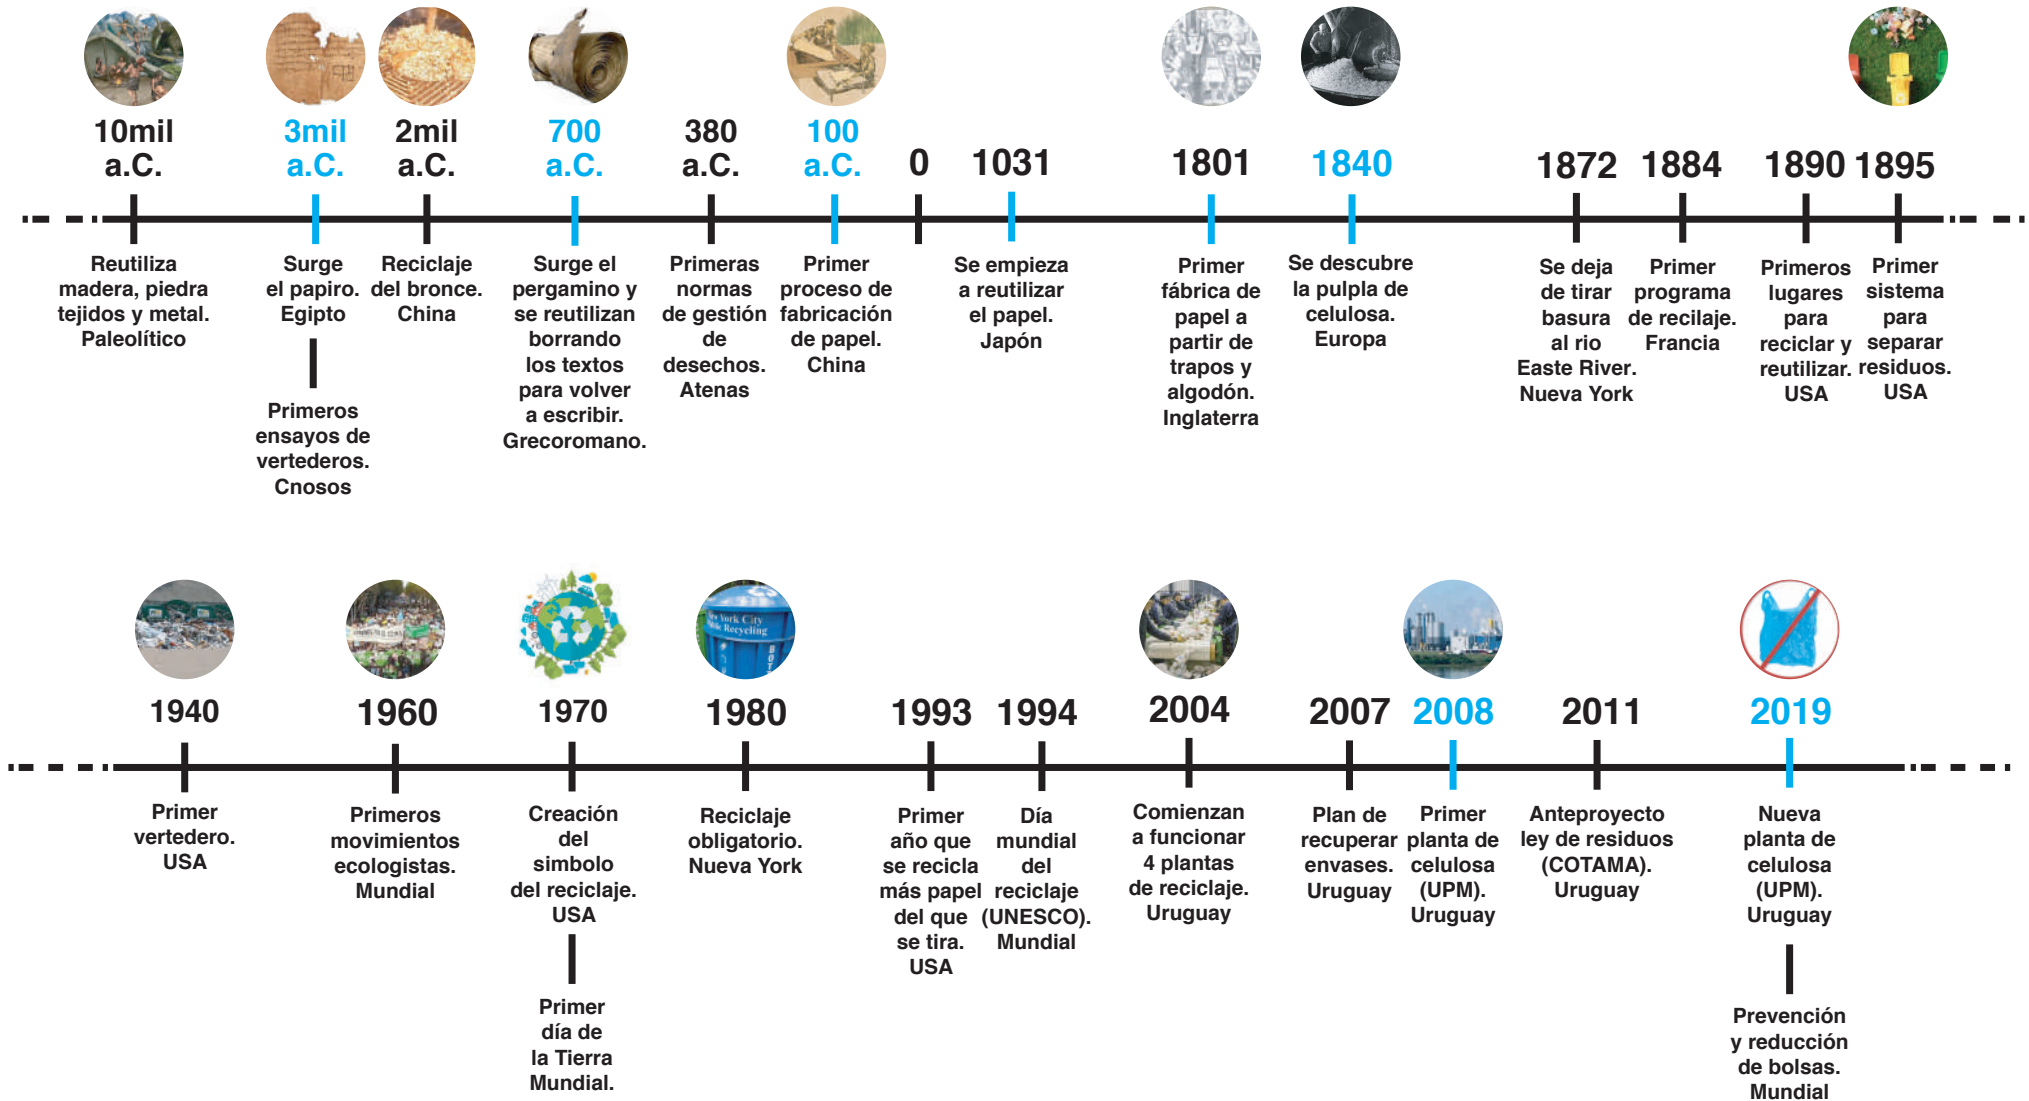 10mil
a.C.
Reutiliza
madera, piedra
tejidos y metal.
Paleolítico
3mil
a.C.
Surge
el papiro.
Egipto
Primeros
ensayos de
vertederos.
Cnosos
2mil
a.C.
Reciclaje
del bronce.
China
700
a.C.
Surge el
pergamino y
se reutilizan
borrando
los textos
para volver
a escribir.
Grecoromano.
380
a.C.
Primeras
normas
de gestión
de
desechos.
Atenas
100
a.C.
Primer
proceso de
fabricación
de papel.
China
0
1031
Se empieza
a reutilizar
el papel.
Japón
1801
Primer
fábrica de
papel a
partir de
trapos y
algodón.
Inglaterra
1840
Se descubre
la pulpla de
celulosa.
Europa
1872
Se deja
de tirar
basura
al rio
Easte River.
Nueva York
1884
Primer
programa
de recilaje.
Francia
1890
Primeros
lugares
para
reciclar y
reutilizar.
USA
1895
Primer
sistema
para
separar
residuos.
USA
1940
Primer
vertedero.
USA
1960
Primeros
movimientos
ecologistas.
Mundial
1970
Creación
del
simbolo
del reciclaje.
USA
Primer
día de
la Tierra
Mundial.
New York City
Public Recycling
1980
Reciclaje
obligatorio.
Nueva York
1993
Primer
año que
se recicla
más papel
del que
se tira.
USA
1994
Día
mundial
del
reciclaje
(UNESCO).
Mundial
2004
Comienzan
a funcionar
4 plantas
de reciclaje.
Uruguay
2007
Plan de
recuperar
envases.
Uruguay
2008
Primer
planta de
celulosa
(UPM).
Uruguay
2011
Anteproyecto
ley de residuos
(COTAMA).
Uruguay
2019
Nueva
planta de
celulosa
(UPM).
Uruguay
Prevención
y reducción
de bolsas.
Mundial